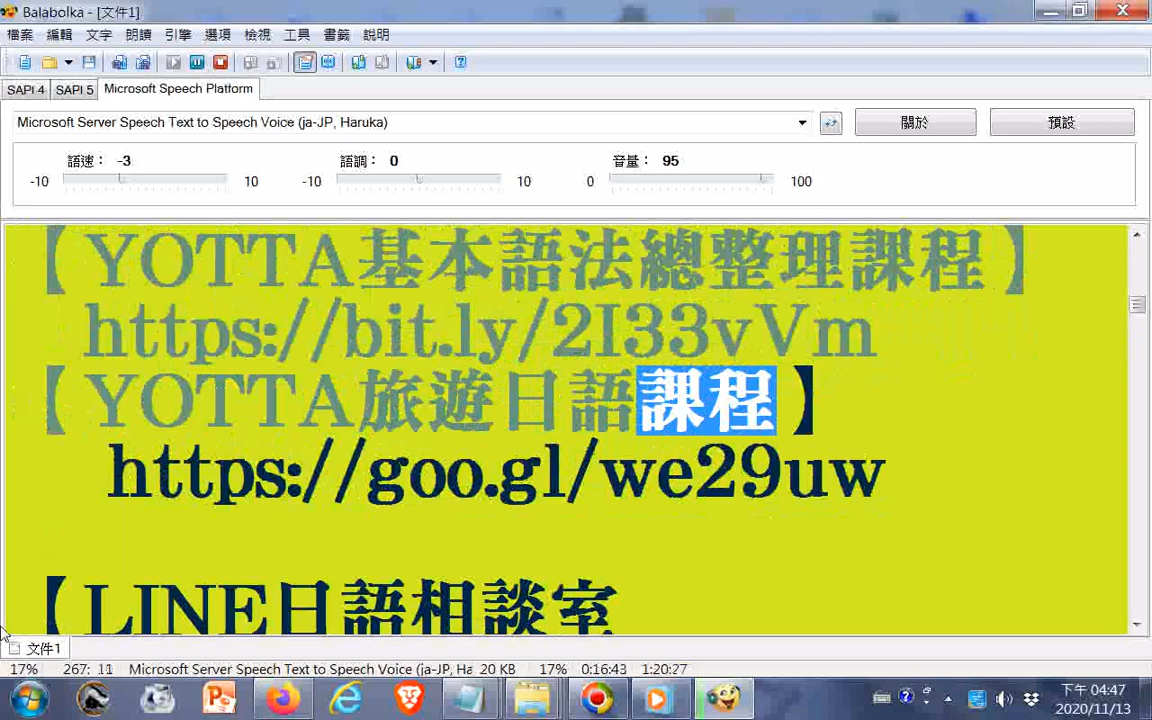 Balabolka - [文件1]
檔案 編輯 文字 朗讀 引擎 選項 檢視 工具 書籤 說明
SAPI 4 SAPI 5 Microsoft Speech Platform
Microsoft Server Speech Text to Speech Voice (ja-JP, Haruka)
關於 預設
語速： -3 語調： 0 音量： 95
-10 10 -10 10 0 100
【YOTTA基本語法總整理課程】
https://bit.ly/2I33vVm
【YOTTA旅遊日語課程】
https://goo.gl/we29uw
【LINE日語相談室
文件1
17% 267: 11 Microsoft Server Speech Text to Speech Voice (ja-JP, Ha 20 KB 17% 0:16:43 1:20:27
下午 04:47
2020/11/13